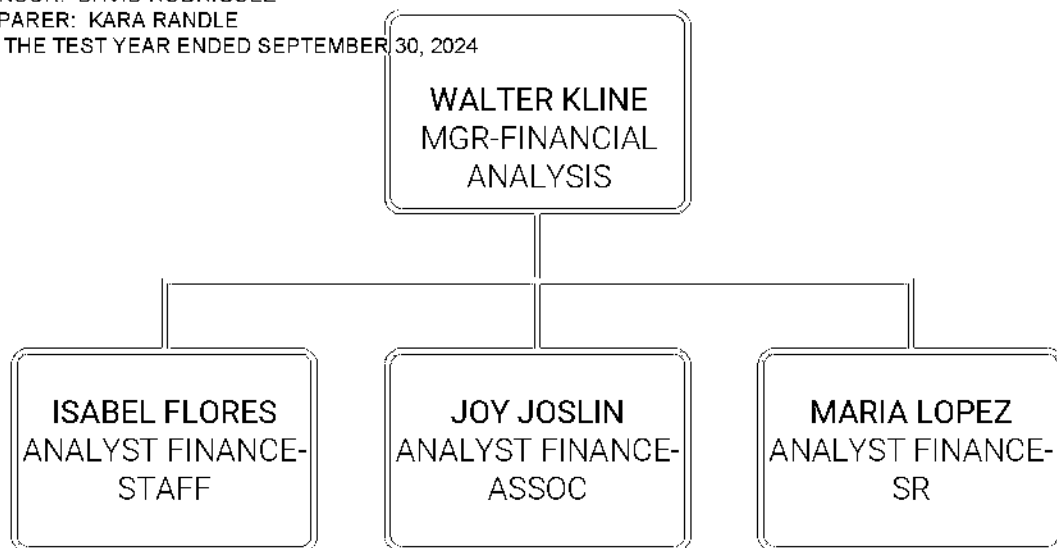 PARER: KARA RANDLE
THE TEST YEAR ENDED SEPTEMBER 30, 2024
WALTER KLINE
MGR-FINANCIAL
ANALYSIS
ISABEL FLORES
ANALYST FINANCE-
STAFF
JOY JOSLIN
ANALYST FINANCE-
ASSOC
MARIA LOPEZ
ANALYST FINANCE-
SR